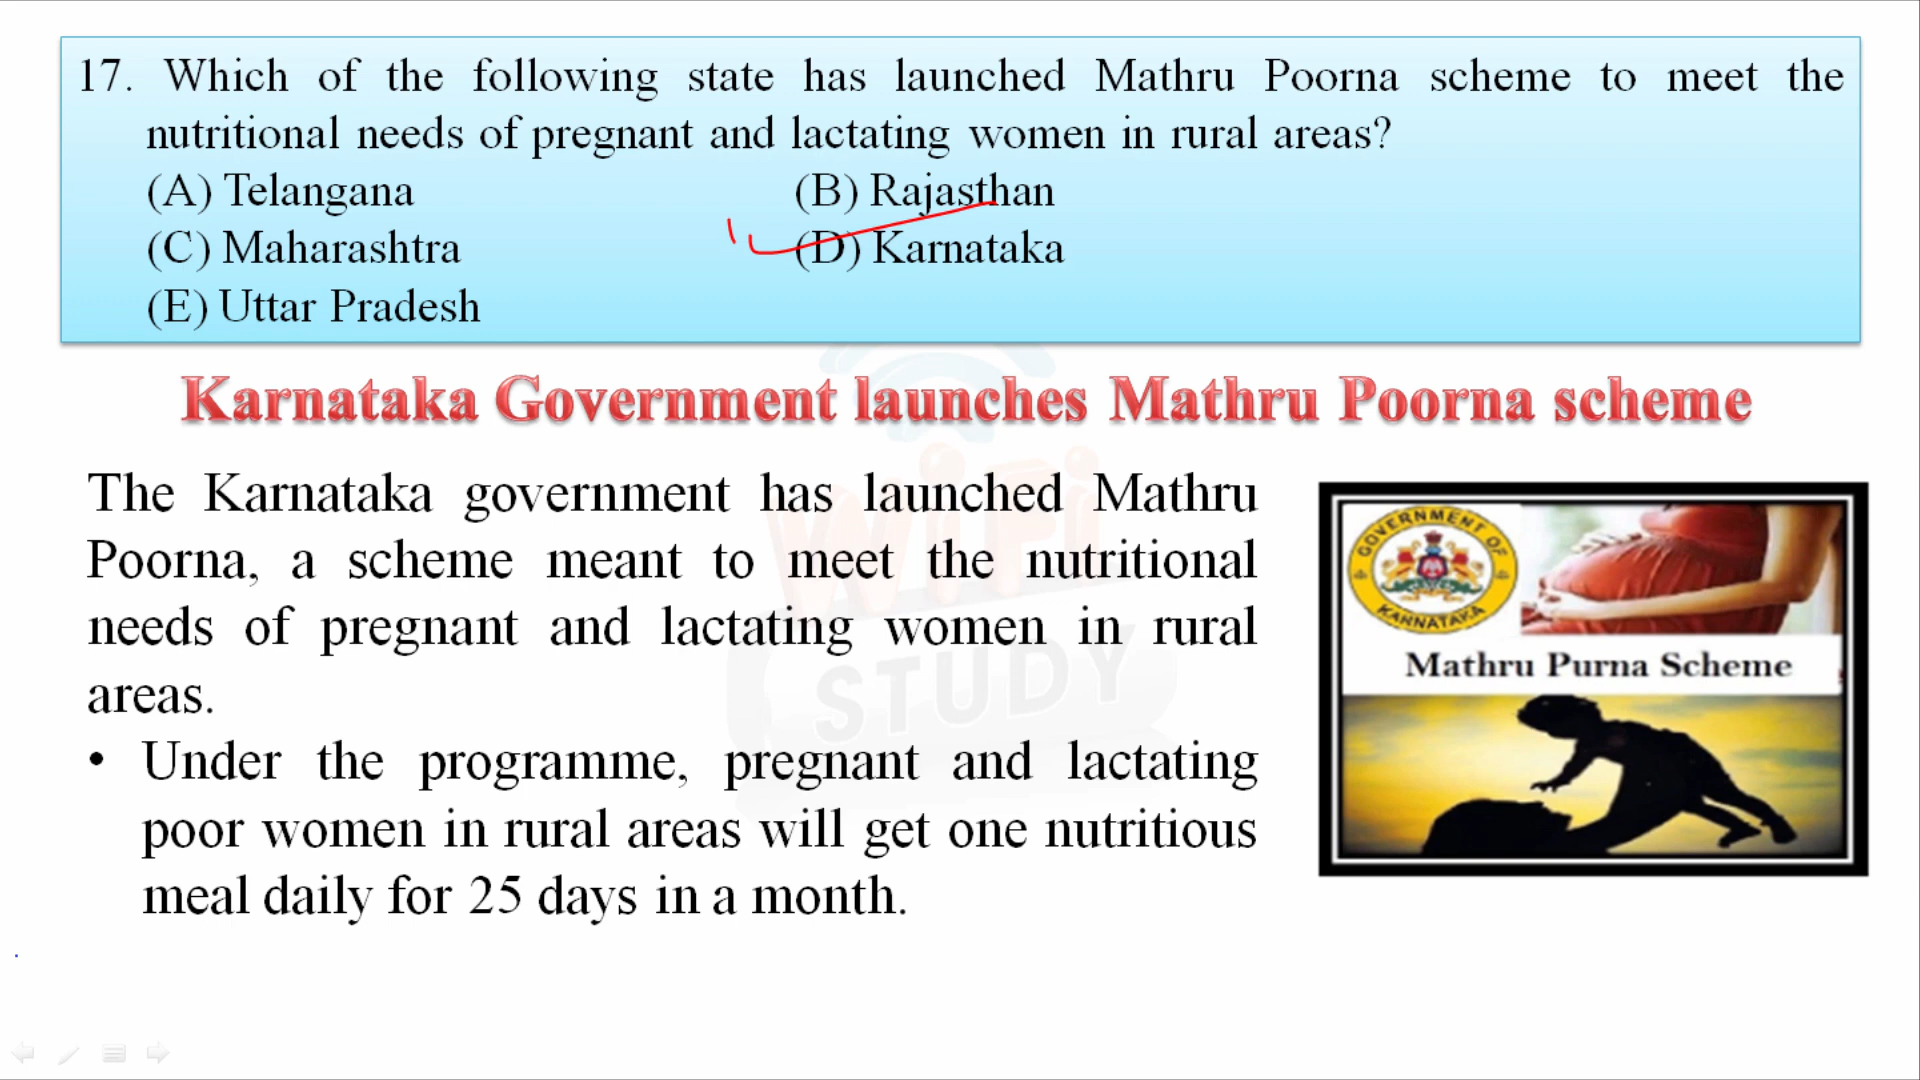 17. Which of the following state has launched Mathru Poorna scheme to meet the
nutritional needs of pregnant and lactating women in rural areas?
(A) Telangana (B) Rajasthan
(C) Maharashtra (D) Karnataka
(E) Uttar Pradesh
Karnataka Government launches Mathru Poorna scheme
The Karnataka government has launched Mathru
Poorna, a scheme meant to meet the nutritional
needs of pregnant and lactating women in rural
areas.
• Under the programme, pregnant and lactating
poor women in rural areas will get one nutritious
meal daily for 25 days in a month.
GOVERNMENT OF
KARNATAKA
Mathru Purna Scheme
WiFi
STUDY